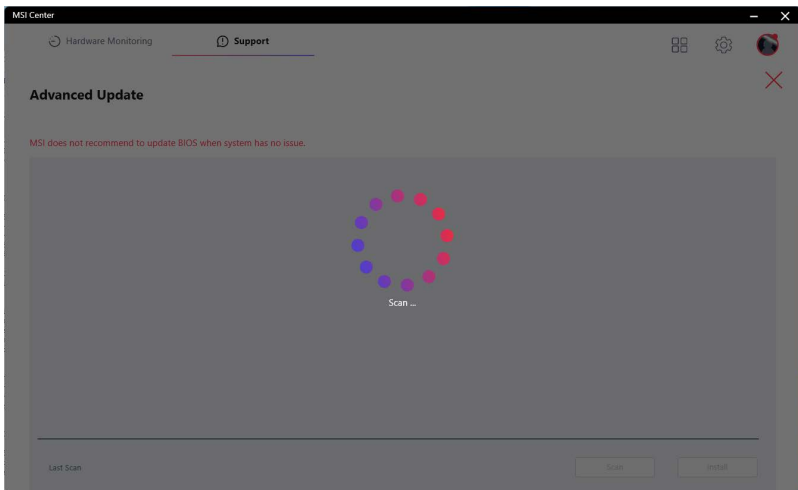 MSI Center
Hardware Monitoring
Support
Advanced Update
MSI does not recommend to update BIOS when system has no issue.
Scan ...
Last Scan
Scan
Install